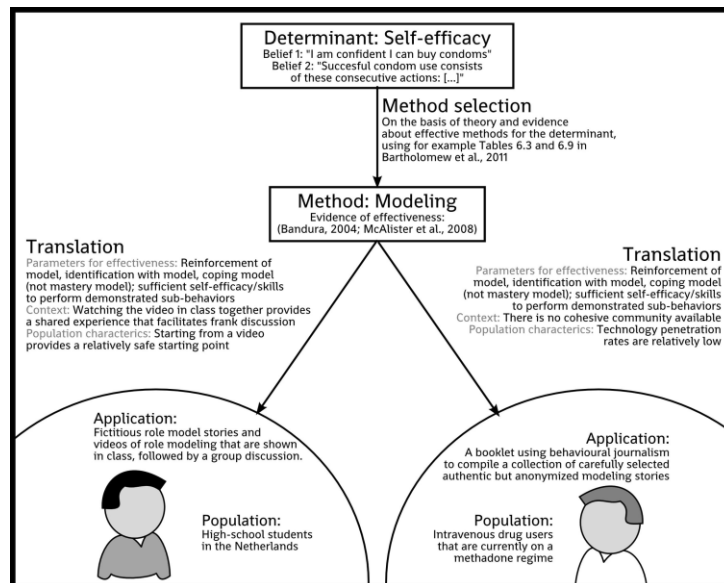 Determinant: Self-efficacy
Belief 1: "I am confident I can buy condoms"
Belief 2: "Succesful condom use consists
of these consecutive actions: [...]"
Method selection
On the basis of theory and evidence
about effective methods for the determinant,
using for example Tables 6.3 and 6.9 in
Bartholomew et al., 2011
Method: Modeling
Evidence of effectiveness:
(Bandura, 2004; McAlister et al., 2008)
Translation
Parameters for effectiveness: Reinforcement of
model, identification with model, coping model
(not mastery model); sufficient self-efficacy/skills
to perform demonstrated sub-behaviors
Context: Watching the video in class together provides
a shared experience that facilitates frank discussion
Population characterics: Starting from a video
provides a relatively safe starting point
Translation
Parameters for effectiveness: Reinforcement of
model, identification with model, coping model
(not mastery model); sufficient self-efficacy/skills
to perform demonstrated sub-behaviors
Context: There is no cohesive community available
Population characterics: Technology penetration
rates are relatively low
Application:
Fictitious role model stories and
videos of role modeling that are shown
in class, followed by a group discussion.
Population:
High-school students
in the Netherlands
Application:
A booklet using behavioural journalism
to compile a collection of carefully selected
authentic but anonymized modeling stories
Population:
Intravenous drug users
that are currently on a
methadone regime